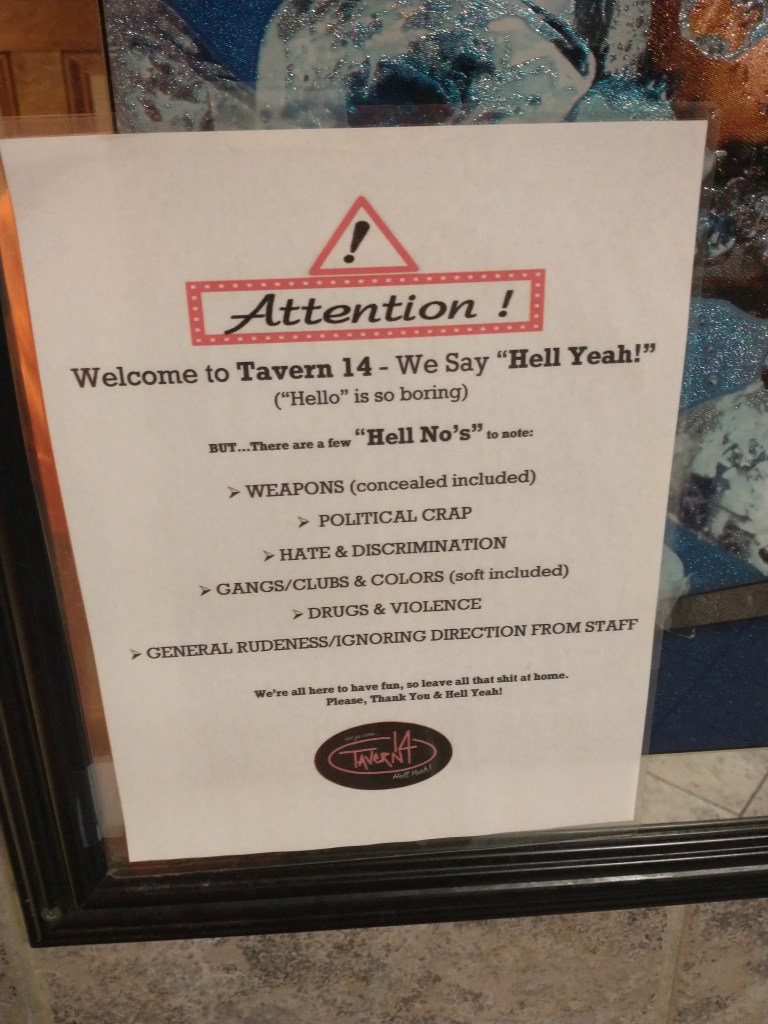 !
Attention !
Welcome to Tavern 14 - We Say "Hell Yeah!"
("Hello" is so boring)
BUT...There are a few "Hell No's" to note:
➢ WEAPONS (concealed included)
➢ POLITICAL CRAP
➢ HATE & DISCRIMINATION
➢ GANGS/CLUBS & COLORS (soft included)
➢ DRUGS & VIOLENCE
➢ GENERAL RUDENESS/IGNORING DIRECTION FROM STAFF
We're all here to have fun, so leave all that shit at home.
Please, Thank You & Hell Yeah!
TAVERN 14
Hell Yeah!